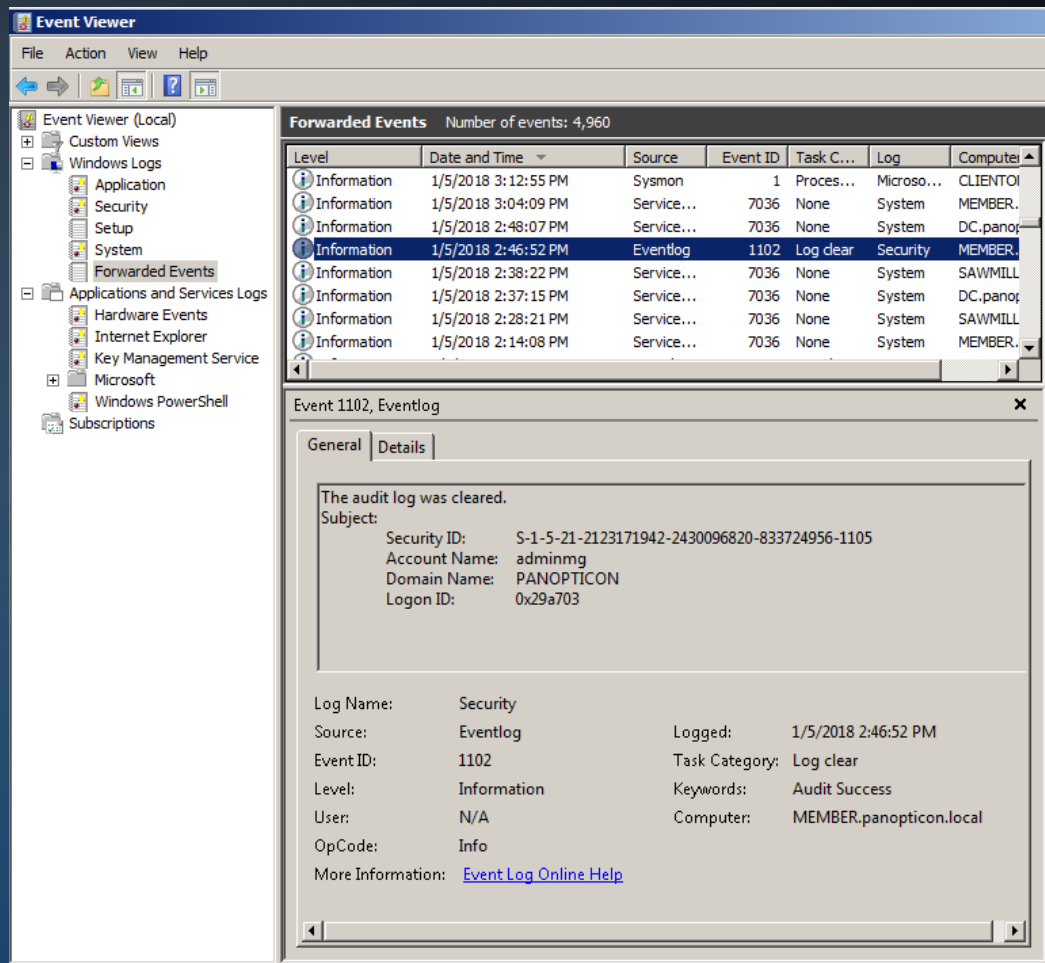 Event Viewer
File Action View Help
Event Viewer (Local)
Custom Views
Windows Logs
Application
Security
Setup
System
Forwarded Events
Applications and Services Logs
Hardware Events
Internet Explorer
Key Management Service
Microsoft
Windows PowerShell
Subscriptions
Forwarded Events Number of events: 4,960
Level Date and Time Source Event ID Task C... Log Computer
Information 1/5/2018 3:12:55 PM Sysmon 1 Proces... Microso... CLIENTO
Information 1/5/2018 3:04:09 PM Service... 7036 None System MEMBER.
Information 1/5/2018 2:48:07 PM Service... 7036 None System DC.panop
Information 1/5/2018 2:46:52 PM Eventlog 1102 Log clear Security MEMBER.
Information 1/5/2018 2:38:22 PM Service... 7036 None System SAWMILL
Information 1/5/2018 2:37:15 PM Service... 7036 None System DC.panop
Information 1/5/2018 2:28:21 PM Service... 7036 None System SAWMILL
Information 1/5/2018 2:14:08 PM Service... 7036 None System MEMBER.
Event 1102, Eventlog
General Details
The audit log was cleared.
Subject:
Security ID: S-1-5-21-2123171942-2430096820-833724956-1105
Account Name: adminmg
Domain Name: PANOPTICON
Logon ID: 0x29a703
Log Name: Security
Source: Eventlog Logged: 1/5/2018 2:46:52 PM
Event ID: 1102 Task Category: Log clear
Level: Information Keywords: Audit Success
User: N/A Computer: MEMBER.panopticon.local
OpCode: Info
More Information: Event Log Online Help